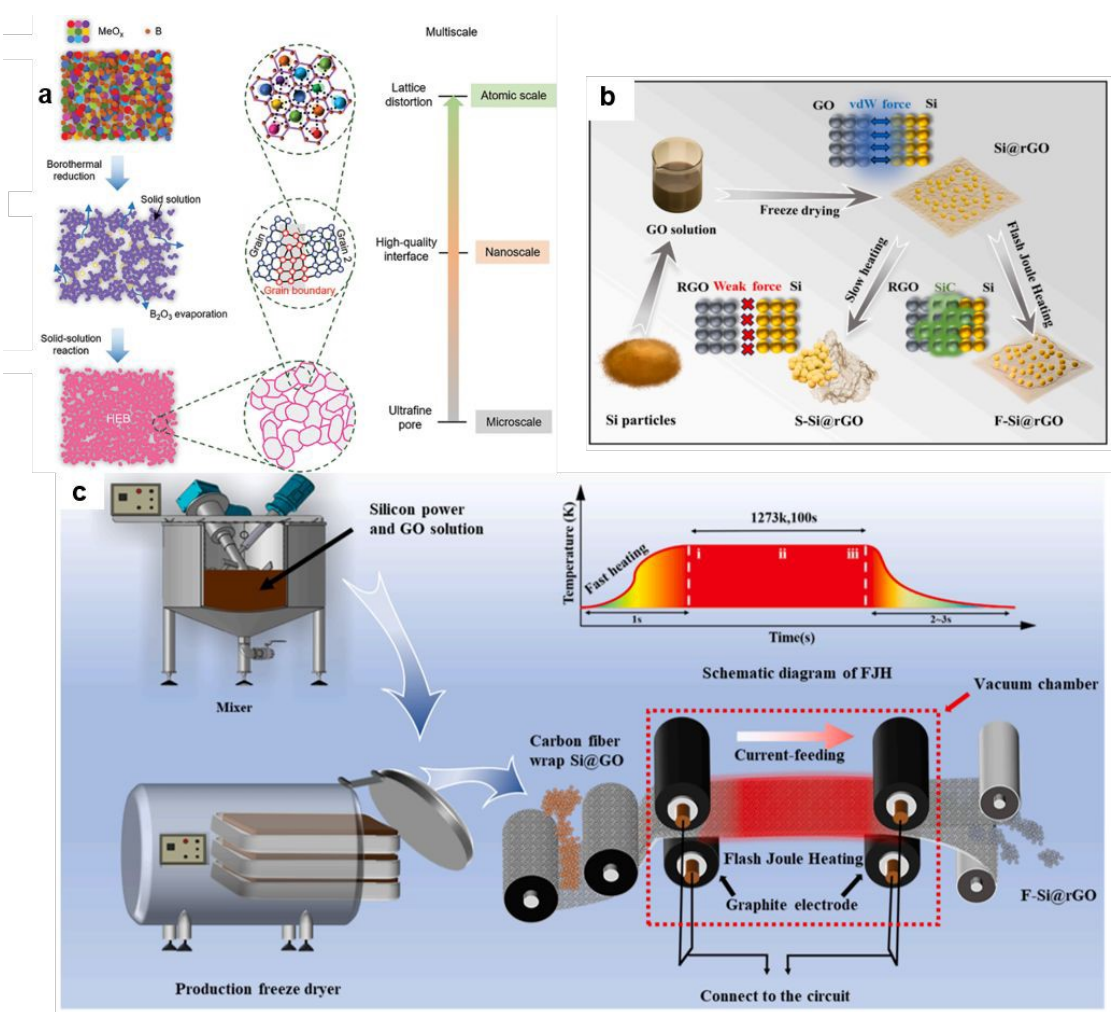 a
MeOx
B
Borothermal
reduction
Solid solution
B2O3 evaporation
Solid-solution
reaction
HEB
Grain 1
Grain 2
Grain boundary
Multiscale
Lattice
distortion
Atomic scale
High-quality
interface
Nanoscale
Ultrafine
pore
Microscale
b
GO vdW force Si
Si@rGO
Freeze drying
GO solution
Slow heating
Flash Joule Heating
RGO Weak force Si
RGO SiC Si
Si particles
S-Si@rGO
F-Si@rGO
c
Silicon power
and GO solution
Mixer
Temperature (K)
1273k,100s
Fast heating
i ii iii
1s
2~3s
Time(s)
Schematic diagram of FJH
Vacuum chamber
Carbon fiber
wrap Si@GO
Current-feeding
Flash Joule Heating
Graphite electrode
F-Si@rGO
Production freeze dryer
Connect to the circuit